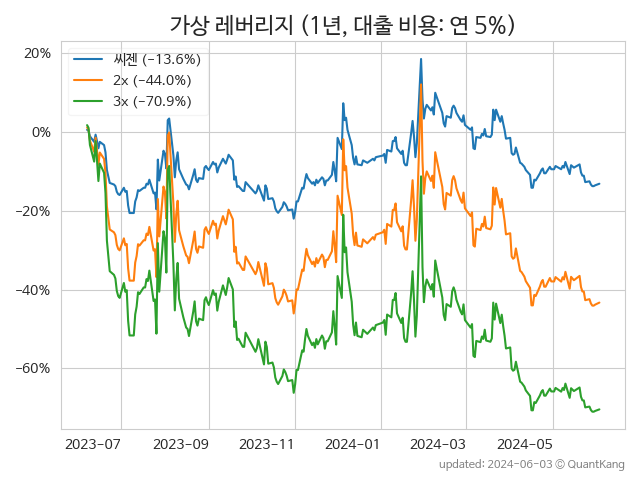 가상 레버리지 (1년, 대출 비용: 연 5%)
씨젠 (−13.6%)
2x (−44.0%)
3x (−70.9%)
20%
0%
−20%
−40%
−60%
2023-07 2023-09 2023-11 2024-01 2024-03 2024-05
updated: 2024-06-03 © QuantKang